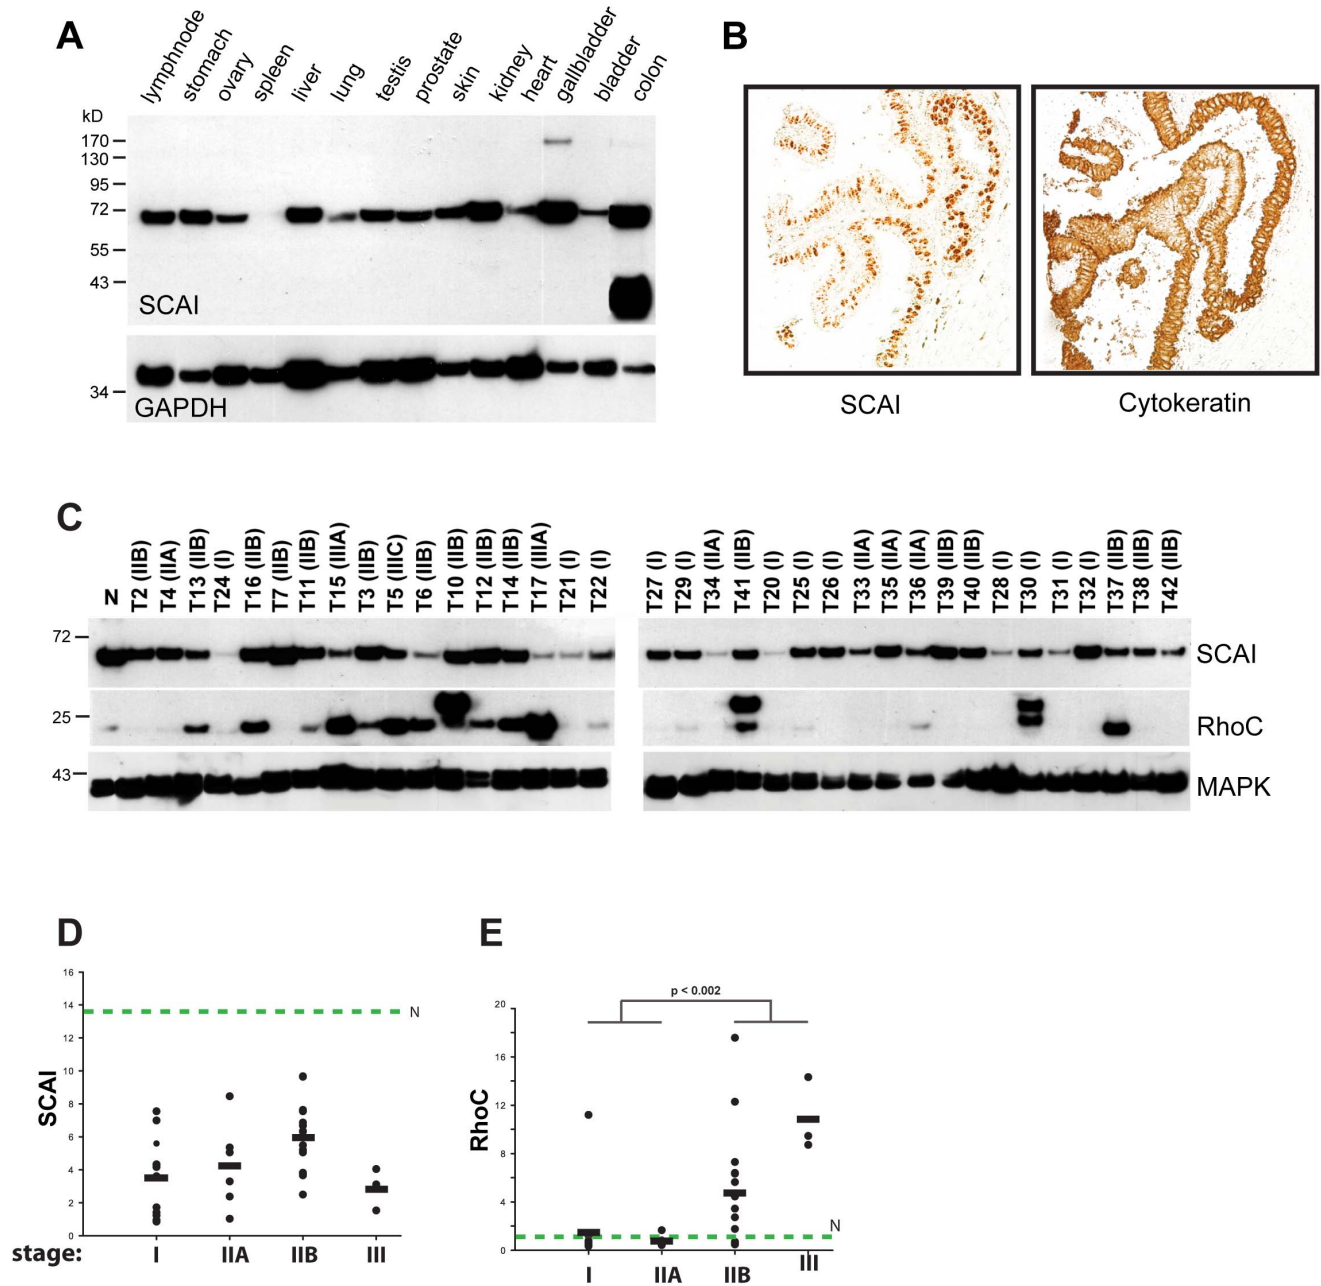 A
lymphnode
stomach
ovary
spleen
liver
lung
testis
prostate
skin
kidney
heart
gallbladder
bladder
colon
kD
170
130
95
72
55
43
SCAI
34
GAPDH
B
SCAI
Cytokeratin
C
N
T2 (IIB)
T4 (IIA)
T13 (IIB)
T24 (I)
T16 (IIB)
T7 (IIB)
T11 (IIB)
T15 (IIIA)
T3 (IIB)
T5 (IIIC)
T6 (IIB)
T10 (IIB)
T12 (IIB)
T14 (IIB)
T17 (IIIA)
T21 (I)
T22 (I)
T27 (I)
T29 (I)
T34 (IIA)
T41 (IIB)
T20 (I)
T25 (I)
T26 (I)
T33 (IIA)
T35 (IIA)
T36 (IIA)
T39 (IIB)
T40 (IIB)
T28 (I)
T30 (I)
T31 (I)
T32 (I)
T37 (IIB)
T38 (IIB)
T42 (IIB)
72
SCAI
25
RhoC
43
MAPK
D
SCAI
16
14
12
10
8
6
4
2
0
N
stage:
I
IIA
IIB
III
E
RhoC
20
16
12
8
4
0
p < 0.002
N
I
IIA
IIB
III